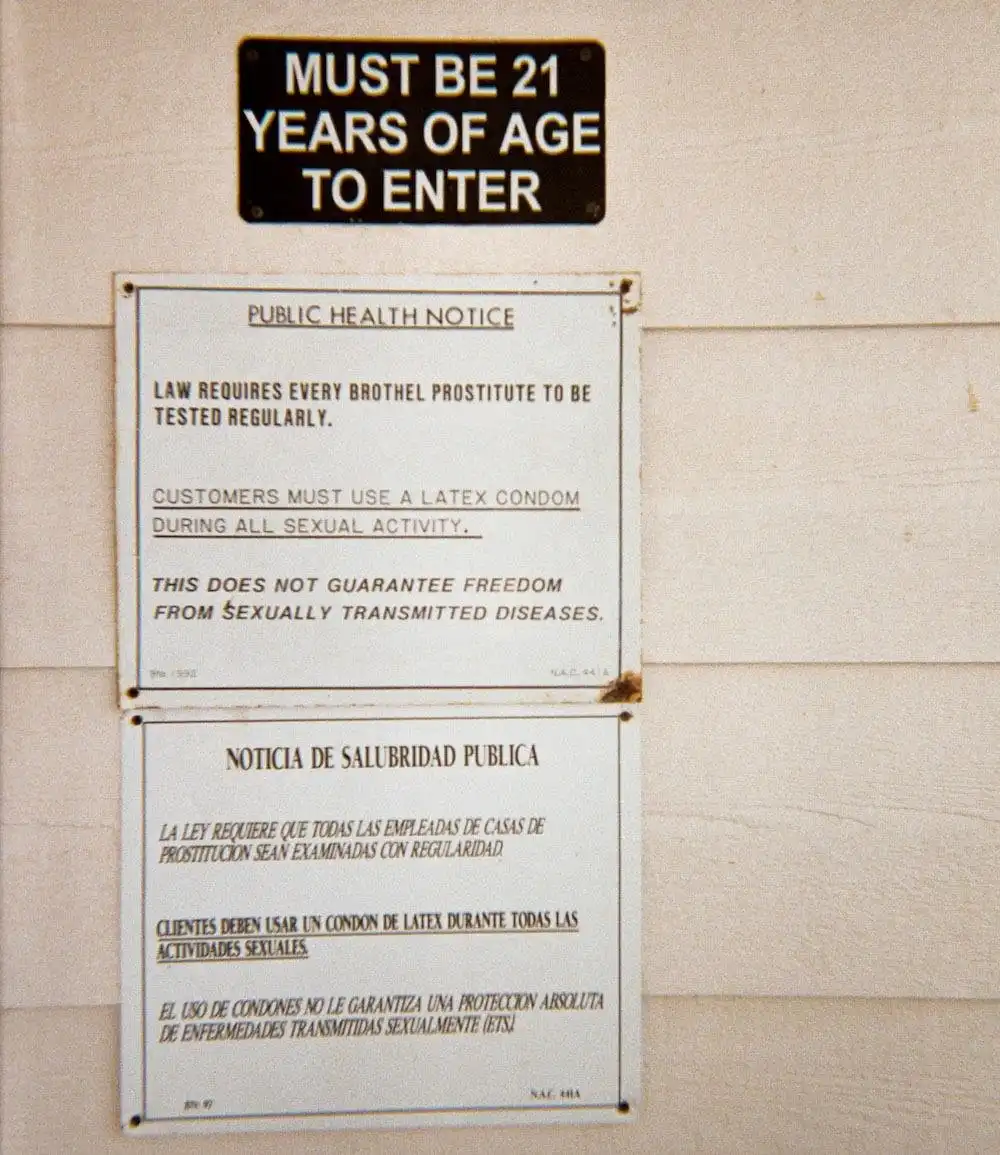 MUST BE 21
YEARS OF AGE
TO ENTER
PUBLIC HEALTH NOTICE
LAW REQUIRES EVERY BROTHEL PROSTITUTE TO BE
TESTED REGULARLY.
CUSTOMERS MUST USE A LATEX CONDOM
DURING ALL SEXUAL ACTIVITY.
THIS DOES NOT GUARANTEE FREEDOM
FROM SEXUALLY TRANSMITTED DISEASES.
N.A.C.
NOTICIA DE SALUBRIDAD PUBLICA
LA LEY REQUIERE QUE TODAS LAS EMPLEADAS DE CASAS DE
PROSTITUCION SEAN EXAMINADAS CON REGULARIDAD.
CLIENTES DEBEN USAR UN CONDON DE LATEX DURANTE TODAS LAS
ACTIVIDADES SEXUALES.
EL USO DE CONDONES NO LE GARANTIZA UNA PROTECCION ABSOLUTA
DE ENFERMEDADES TRANSMITIDAS SEXUALMENTE (ETS)
N.A.C.